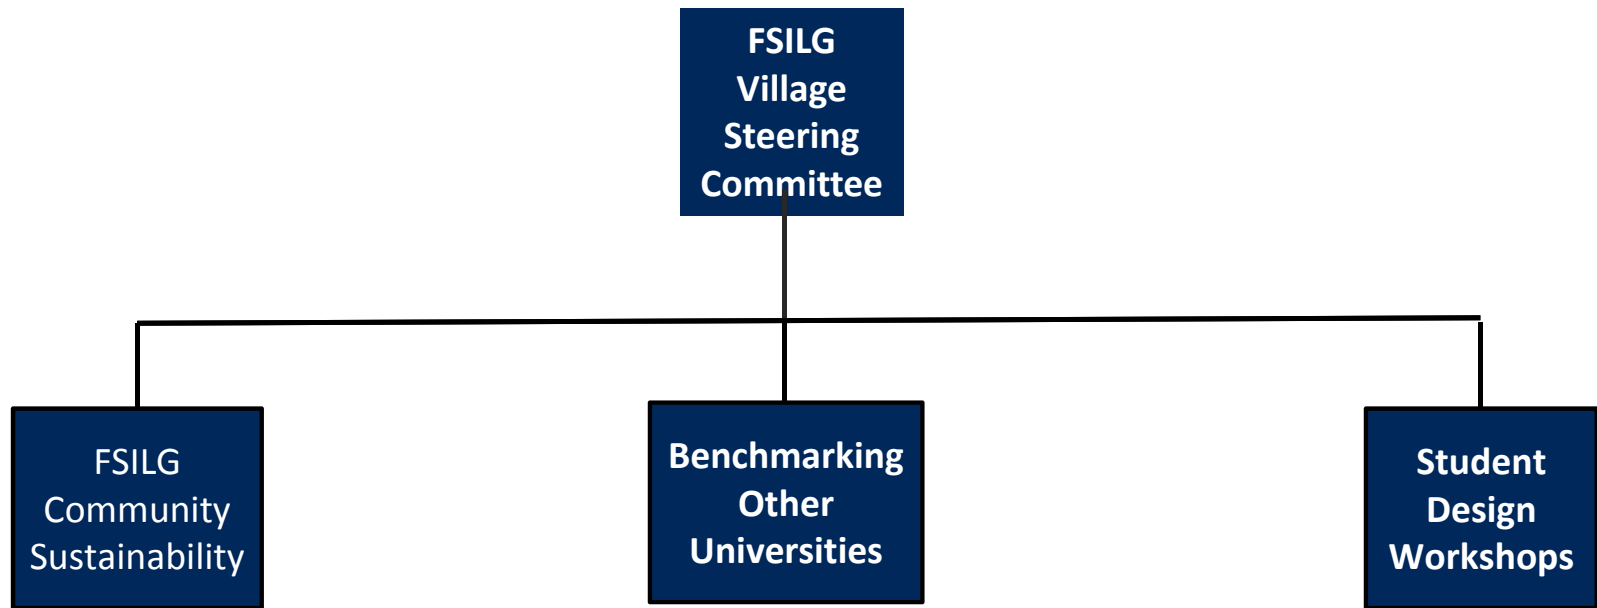 FSILG
Village
Steering
Committee
FSILG
Community
Sustainability
Benchmarking
Other
Universities
Student
Design
Workshops